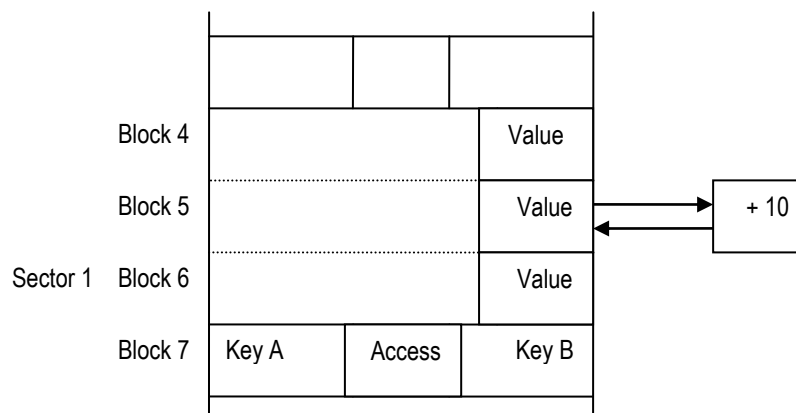 Block 4 Value
Block 5 Value + 10
Sector 1 Block 6 Value
Block 7 Key A Access Key B